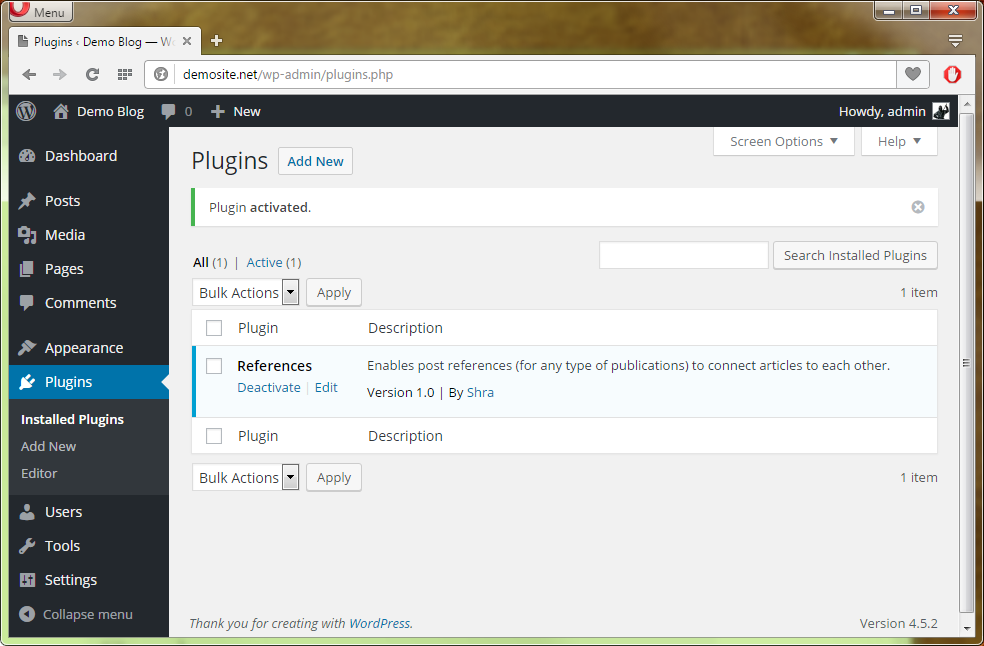 Menu
Plugins ‹ Demo Blog — W
demosite.net/wp-admin/plugins.php
Demo Blog 0 New Howdy, admin
Screen Options Help
Dashboard
Posts
Media
Pages
Comments
Appearance
Plugins
Installed Plugins
Add New
Editor
Users
Tools
Settings
Collapse menu
Plugins Add New
Plugin activated.
All (1) | Active (1)
Search Installed Plugins
Bulk Actions Apply 1 item
Plugin Description
References Enables post references (for any type of publications) to connect articles to each other.
Deactivate | Edit Version 1.0 | By Shra
Plugin Description
Bulk Actions Apply 1 item
Thank you for creating with WordPress. Version 4.5.2